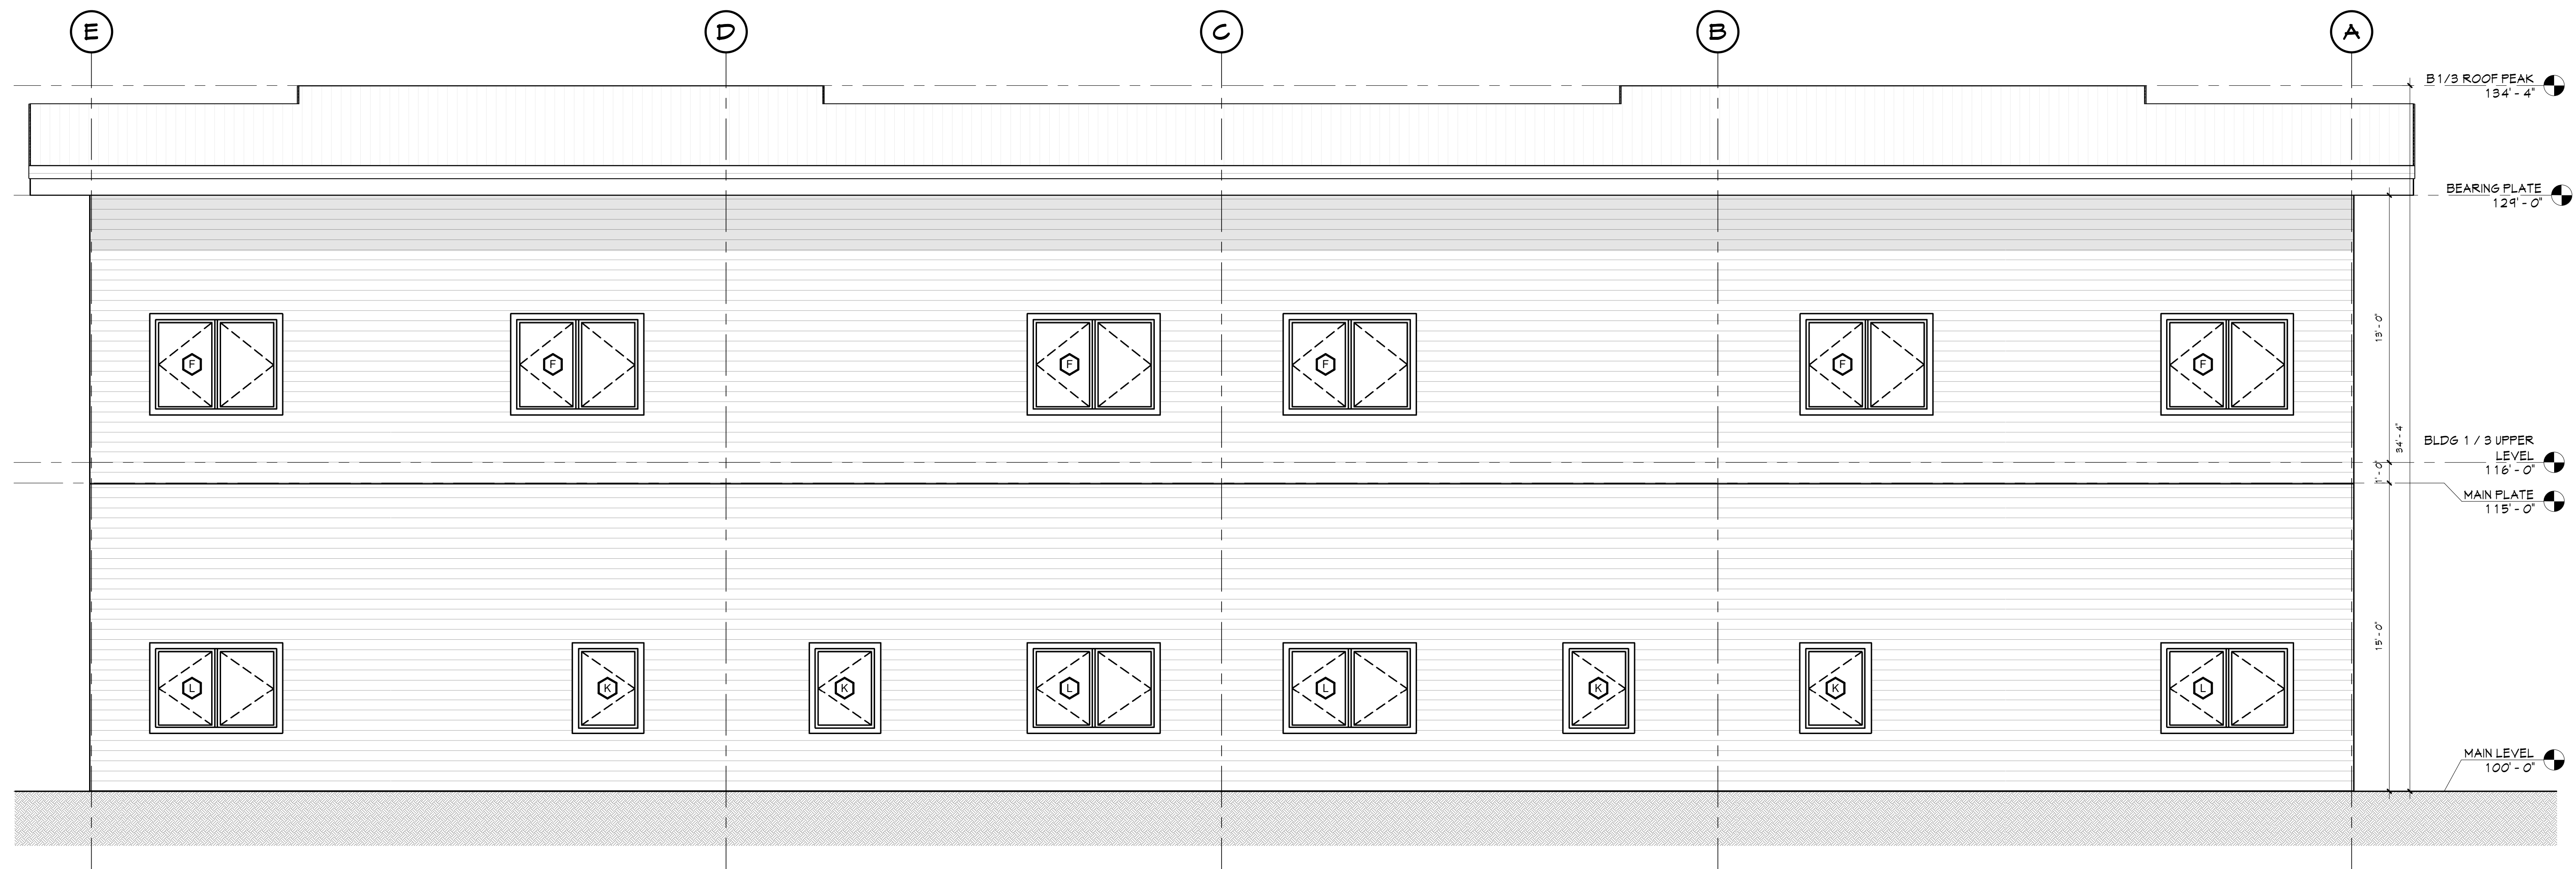 E
D
C
B
A
B1/3 ROOF PEAK
134' - 4"
BEARING PLATE
129' - 0"
13' - 0"
F
F
F
F
F
F
34' - 4"
BLDG 1 / 3 UPPER
LEVEL
116' - 0"
1' - 0"
MAIN PLATE
115' - 0"
15' - 0"
L
K
K
L
L
K
K
L
MAIN LEVEL
100' - 0"